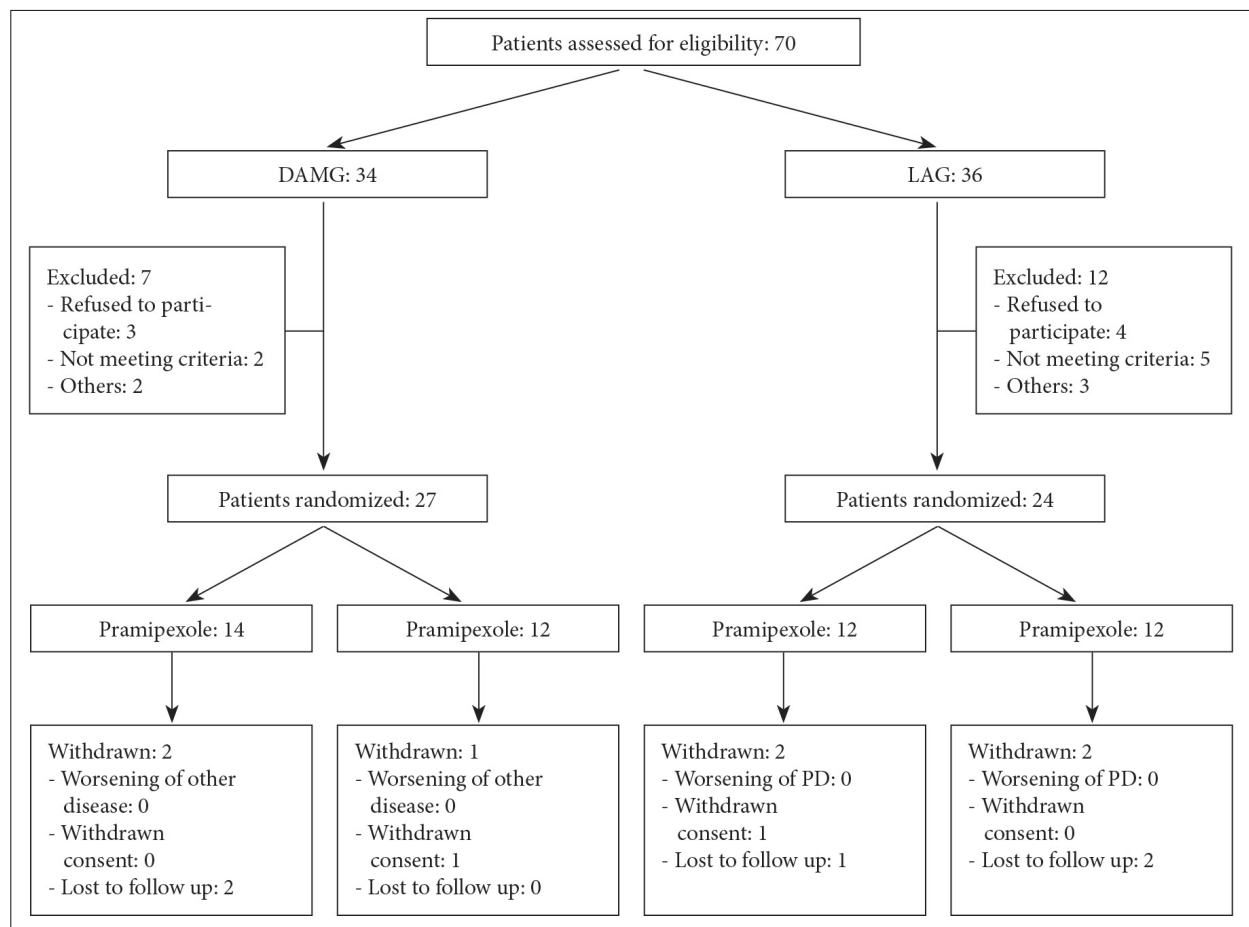 Patients assessed for eligibility: 70
DAMG: 34
LAG: 36
Excluded: 7
- Refused to parti-
cipate: 3
- Not meeting criteria: 2
- Others: 2
Excluded: 12
- Refused to
participate: 4
- Not meeting criteria: 5
- Others: 3
Patients randomized: 27
Patients randomized: 24
Pramipexole: 14
Pramipexole: 12
Pramipexole: 12
Pramipexole: 12
Withdrawn: 2
- Worsening of other
disease: 0
- Withdrawn
consent: 0
- Lost to follow up: 2
Withdrawn: 1
- Worsening of other
disease: 0
- Withdrawn
consent: 1
- Lost to follow up: 0
Withdrawn: 2
- Worsening of PD: 0
- Withdrawn
consent: 1
- Lost to follow up: 1
Withdrawn: 2
- Worsening of PD: 0
- Withdrawn
consent: 0
- Lost to follow up: 2